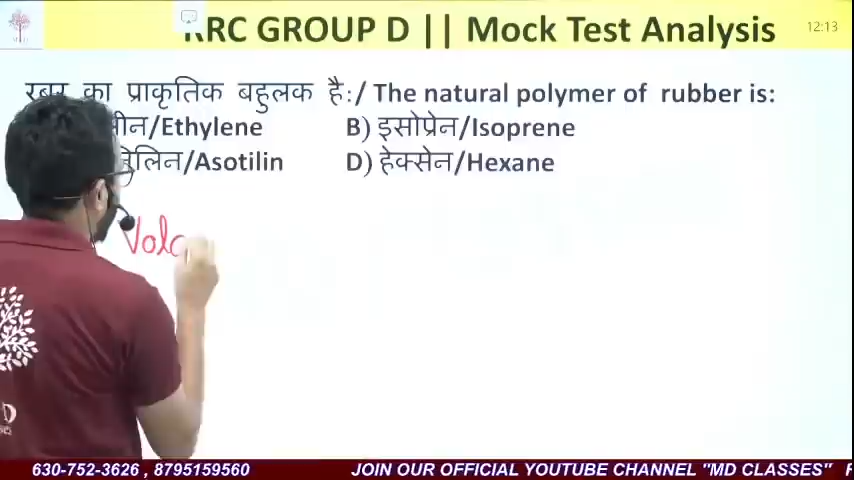 RRC GROUP D || Mock Test Analysis
12:13
रबर का प्राकृतिक बहुलक है:/ The natural polymer of rubber is:
/Ethylene B) इसोप्रेन/Isoprene
/Asotilin D) हेक्सेन/Hexane
630-752-3626 , 8795159560 JOIN OUR OFFICIAL YOUTUBE CHANNEL "MD CLASSES"